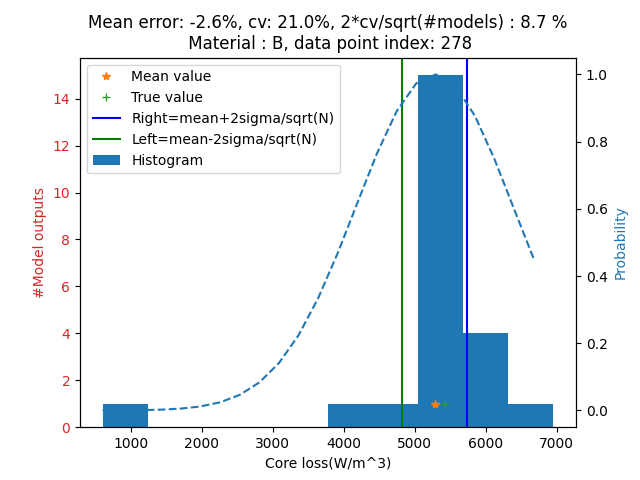 Mean error: -2.6%, cv: 21.0%, 2*cv/sqrt(#models) : 8.7 %
Material : B, data point index: 278
Mean value
True value
Right=mean+2sigma/sqrt(N)
Left=mean-2sigma/sqrt(N)
Histogram
#Model outputs
14
12
10
8
6
4
2
0
1.0
0.8
0.6
0.4
0.2
0.0
Probability
1000 2000 3000 4000 5000 6000 7000
Core loss(W/m^3)